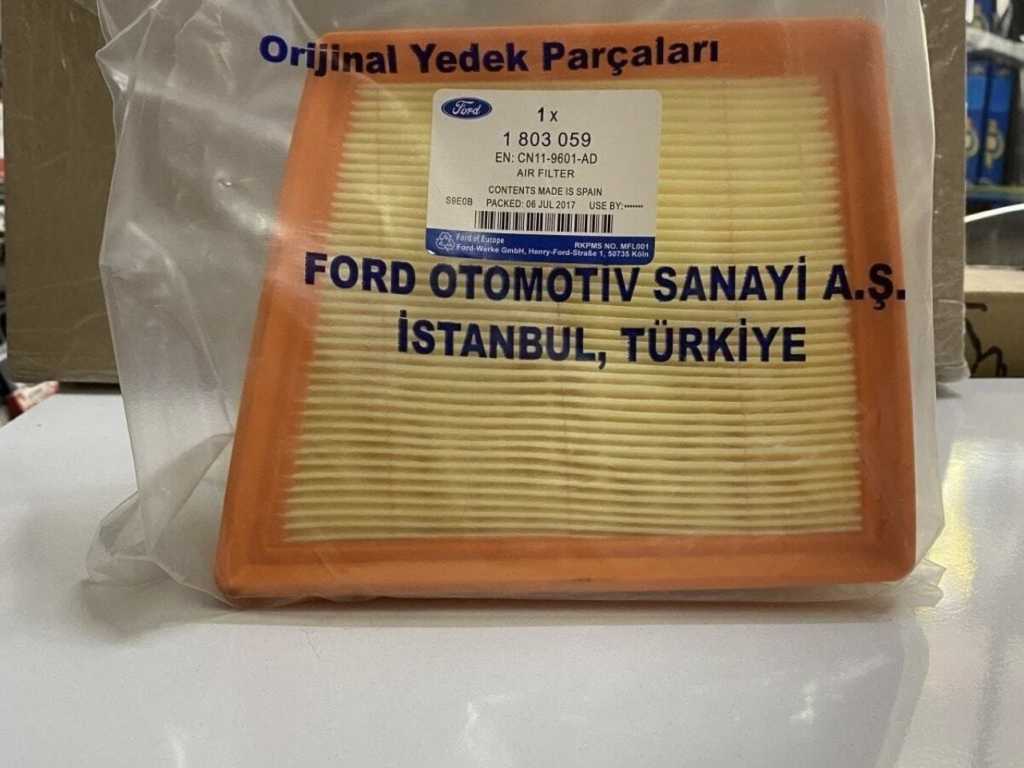 Orijinal Yedek Parçaları
Ford
1 x
1 803 059
EN: CN11-9601-AD
AIR FILTER
CONTENTS MADE IS SPAIN
S9E0B PACKED: 06 JUL 2017 USE BY:•••••••
Ford of Europe RKPMS NO. MFL001
Ford-Werke GmbH, Henry-Ford-Straße 1, 50735 Köln
FORD OTOMOTİV SANAYİ A.Ş.
İSTANBUL, TÜRKİYE